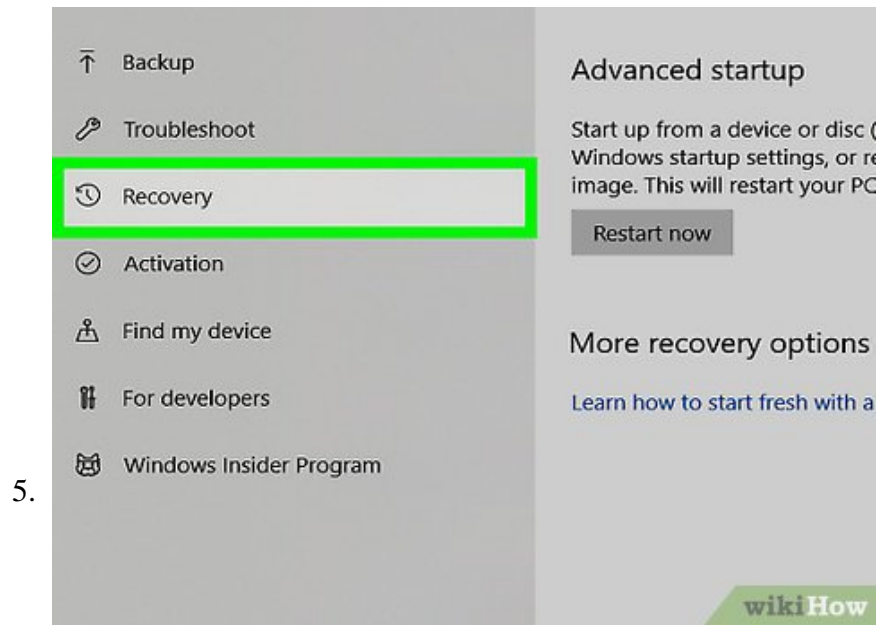 Backup
Troubleshoot
Recovery
Activation
Find my device
For developers
Windows Insider Program
5.
Advanced startup
Start up from a device or disc (
Windows startup settings, or re
image. This will restart your PC
Restart now
More recovery options
Learn how to start fresh with a
wikiHow